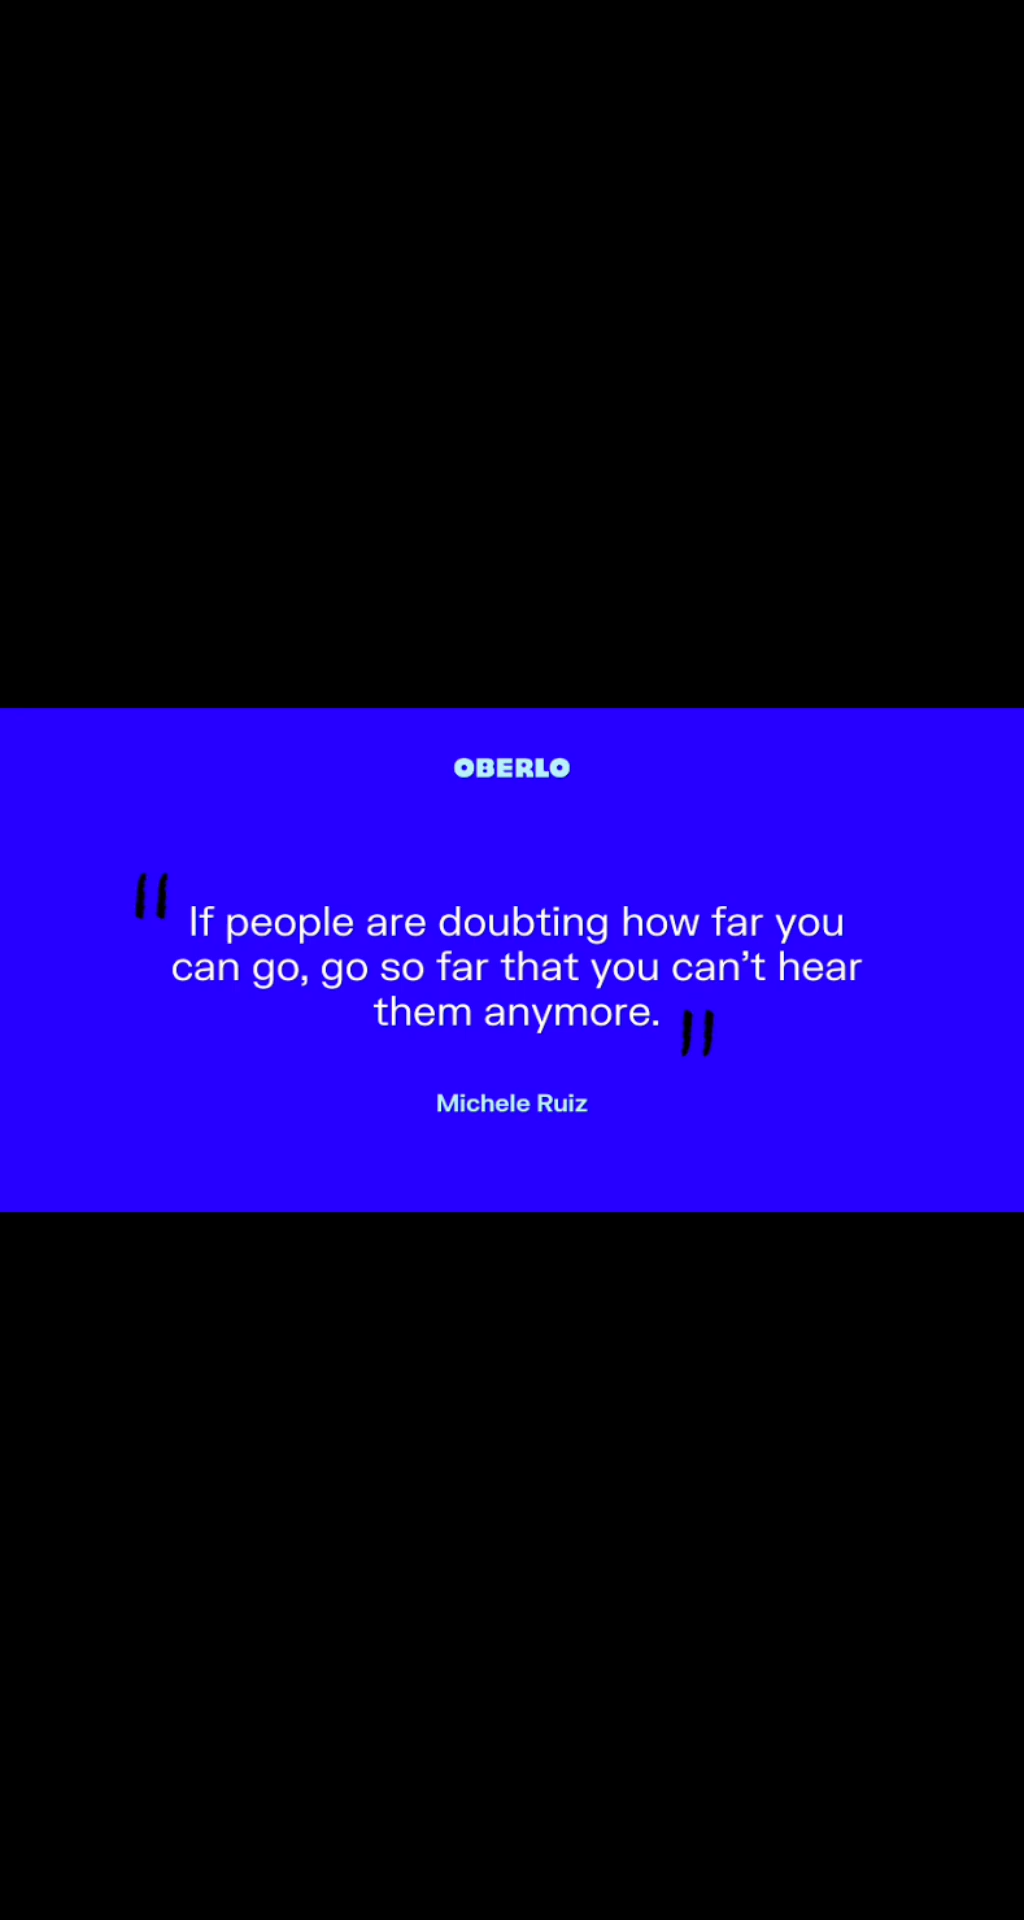 OBERLO
" If people are doubting how far you
can go, go so far that you can’t hear
them anymore. "
Michele Ruiz